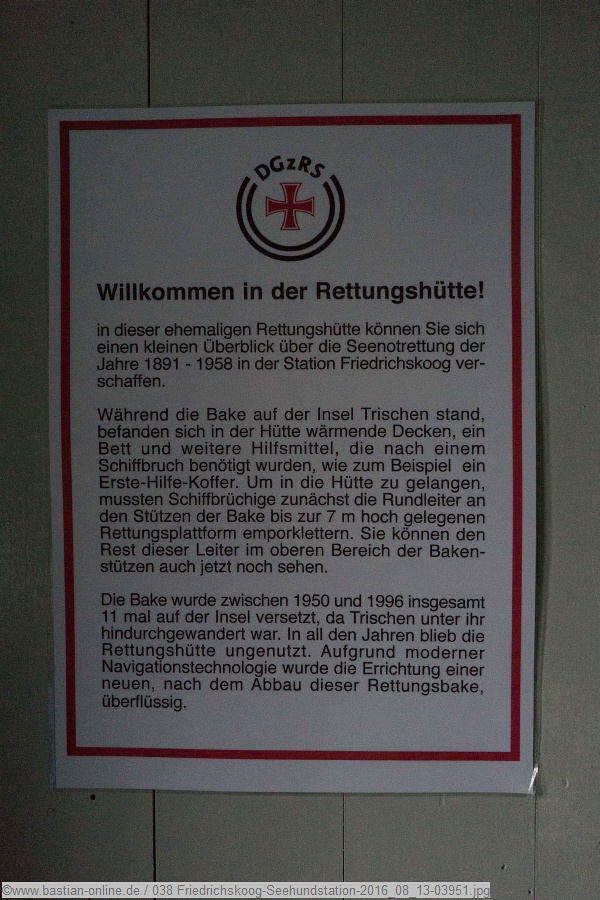 DGzRS
Willkommen in der Rettungshütte!
in dieser ehemaligen Rettungshütte können Sie sich
einen kleinen Überblick über die Seenotrettung der
Jahre 1891 - 1958 in der Station Friedrichskoog ver-
schaffen.
Während die Bake auf der Insel Trischen stand,
befanden sich in der Hütte wärmende Decken, ein
Bett und weitere Hilfsmittel, die nach einem
Schiffbruch benötigt wurden, wie zum Beispiel ein
Erste-Hilfe-Koffer. Um in die Hütte zu gelangen,
mussten Schiffbrüchige zunächst die Rundleiter an
den Stützen der Bake bis zur 7 m hoch gelegenen
Rettungsplattform emporklettern. Sie können den
Rest dieser Leiter im oberen Bereich der Baken-
stützen auch jetzt noch sehen.
Die Bake wurde zwischen 1950 und 1996 insgesamt
11 mal auf der Insel versetzt, da Trischen unter ihr
hindurchgewandert war. In all den Jahren blieb die
Rettungshütte ungenutzt. Aufgrund moderner
Navigationstechnologie wurde die Errichtung einer
neuen, nach dem Abbau dieser Rettungsbake,
überflüssig.
©www.bastian-online.de / 038 Friedrichskoog-Seehundstation-2016_08_13-03951.jpg